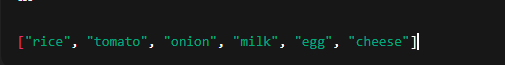 ["rice", "tomato", "onion", "milk", "egg", "cheese"]